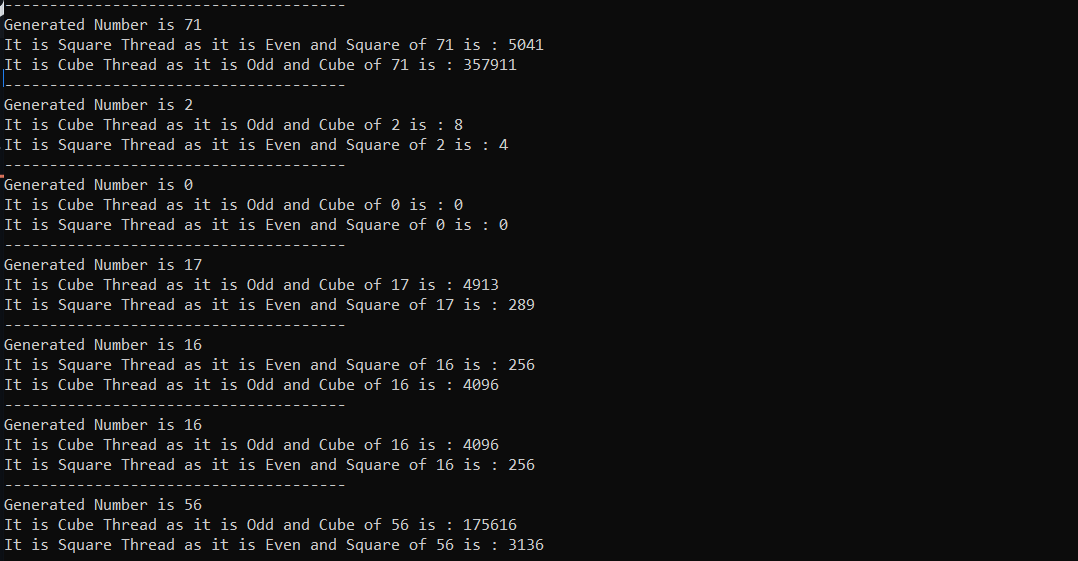 --------------------------------------
Generated Number is 71
It is Square Thread as it is Even and Square of 71 is : 5041
It is Cube Thread as it is Odd and Cube of 71 is : 357911
--------------------------------------
Generated Number is 2
It is Cube Thread as it is Odd and Cube of 2 is : 8
It is Square Thread as it is Even and Square of 2 is : 4
--------------------------------------
Generated Number is 0
It is Cube Thread as it is Odd and Cube of 0 is : 0
It is Square Thread as it is Even and Square of 0 is : 0
--------------------------------------
Generated Number is 17
It is Cube Thread as it is Odd and Cube of 17 is : 4913
It is Square Thread as it is Even and Square of 17 is : 289
--------------------------------------
Generated Number is 16
It is Square Thread as it is Even and Square of 16 is : 256
It is Cube Thread as it is Odd and Cube of 16 is : 4096
--------------------------------------
Generated Number is 16
It is Cube Thread as it is Odd and Cube of 16 is : 4096
It is Square Thread as it is Even and Square of 16 is : 256
--------------------------------------
Generated Number is 56
It is Cube Thread as it is Odd and Cube of 56 is : 175616
It is Square Thread as it is Even and Square of 56 is : 3136